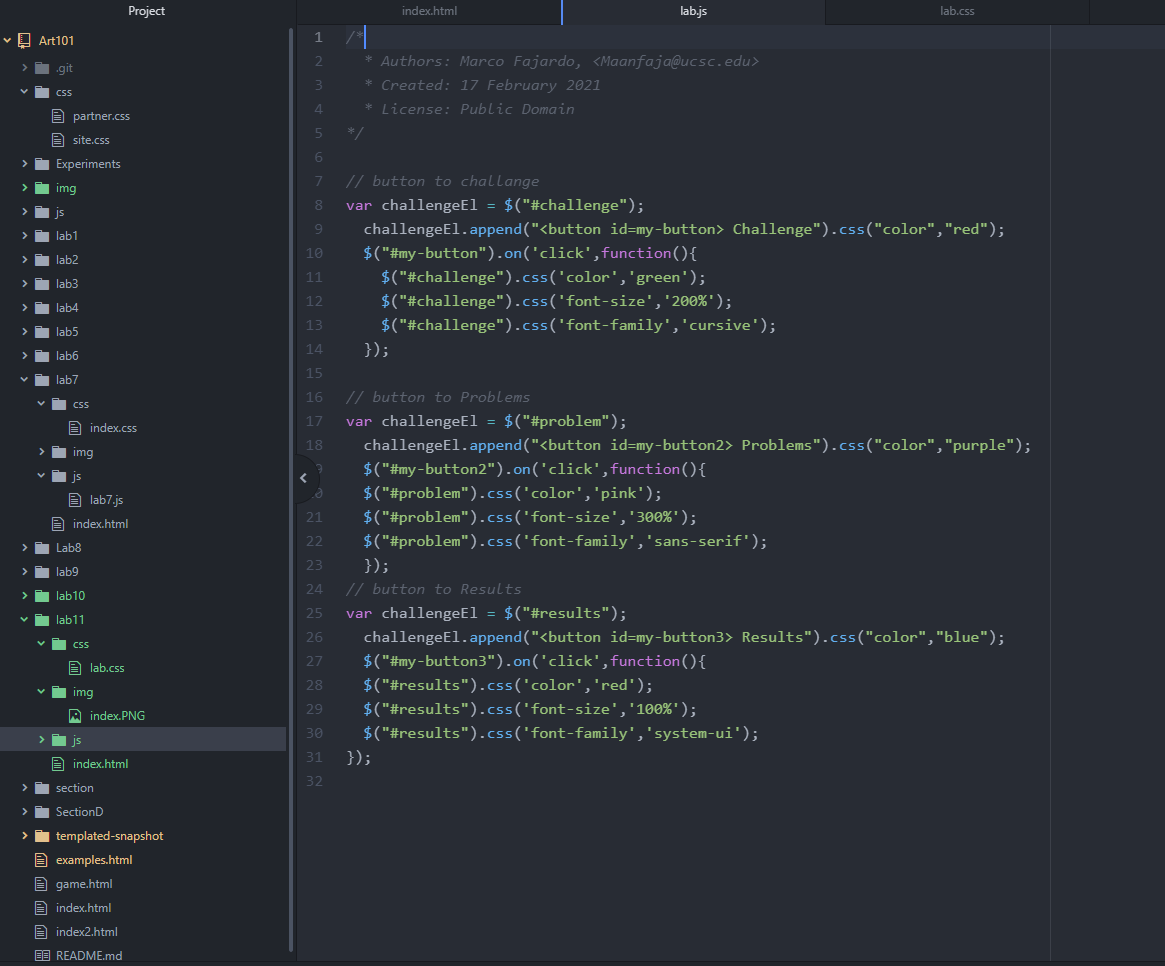 Project
Art101
.git
css
partner.css
site.css
Experiments
img
js
lab1
lab2
lab3
lab4
lab5
lab6
lab7
css
index.css
img
js
lab7.js
index.html
Lab8
lab9
lab10
lab11
css
lab.css
img
index.PNG
js
index.html
section
SectionD
templated-snapshot
examples.html
game.html
index.html
index2.html
README.md
index.html lab.js lab.css
1 /*
2 * Authors: Marco Fajardo, <Maanfaja@ucsc.edu>
3 * Created: 17 February 2021
4 * License: Public Domain
5 */
6
7 // button to challange
8 var challengeEl = $("#challenge");
9 challengeEl.append("<button id=my-button> Challenge").css("color","red");
10 $("#my-button").on('click',function(){
11 $("#challenge").css('color','green');
12 $("#challenge").css('font-size','200%');
13 $("#challenge").css('font-family','cursive');
14 });
15
16 // button to Problems
17 var challengeEl = $("#problem");
18 challengeEl.append("<button id=my-button2> Problems").css("color","purple");
$("#my-button2").on('click',function(){
$("#problem").css('color','pink');
21 $("#problem").css('font-size','300%');
22 $("#problem").css('font-family','sans-serif');
23 });
24 // button to Results
25 var challengeEl = $("#results");
26 challengeEl.append("<button id=my-button3> Results").css("color","blue");
27 $("#my-button3").on('click',function(){
28 $("#results").css('color','red');
29 $("#results").css('font-size','100%');
30 $("#results").css('font-family','system-ui');
31 });
32